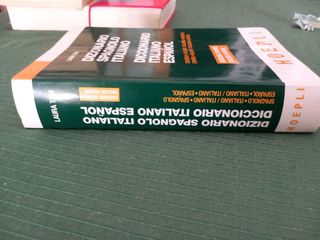 DIZIONARIO
SPAGNOLO
ITALIANO
DICCIONARIO
ITALIANO
ESPAÑOL
HOEPLI
LAURA TAM
DIZIONARIO SPAGNOLO ITALIANO
DICCIONARIO ITALIANO ESPAÑOL
SPAGNOLO • ITALIANO / ITALIANO • SPAGNOLO
ESPAÑOL • ITALIANO / ITALIANO • ESPAÑOL
HOEPLI